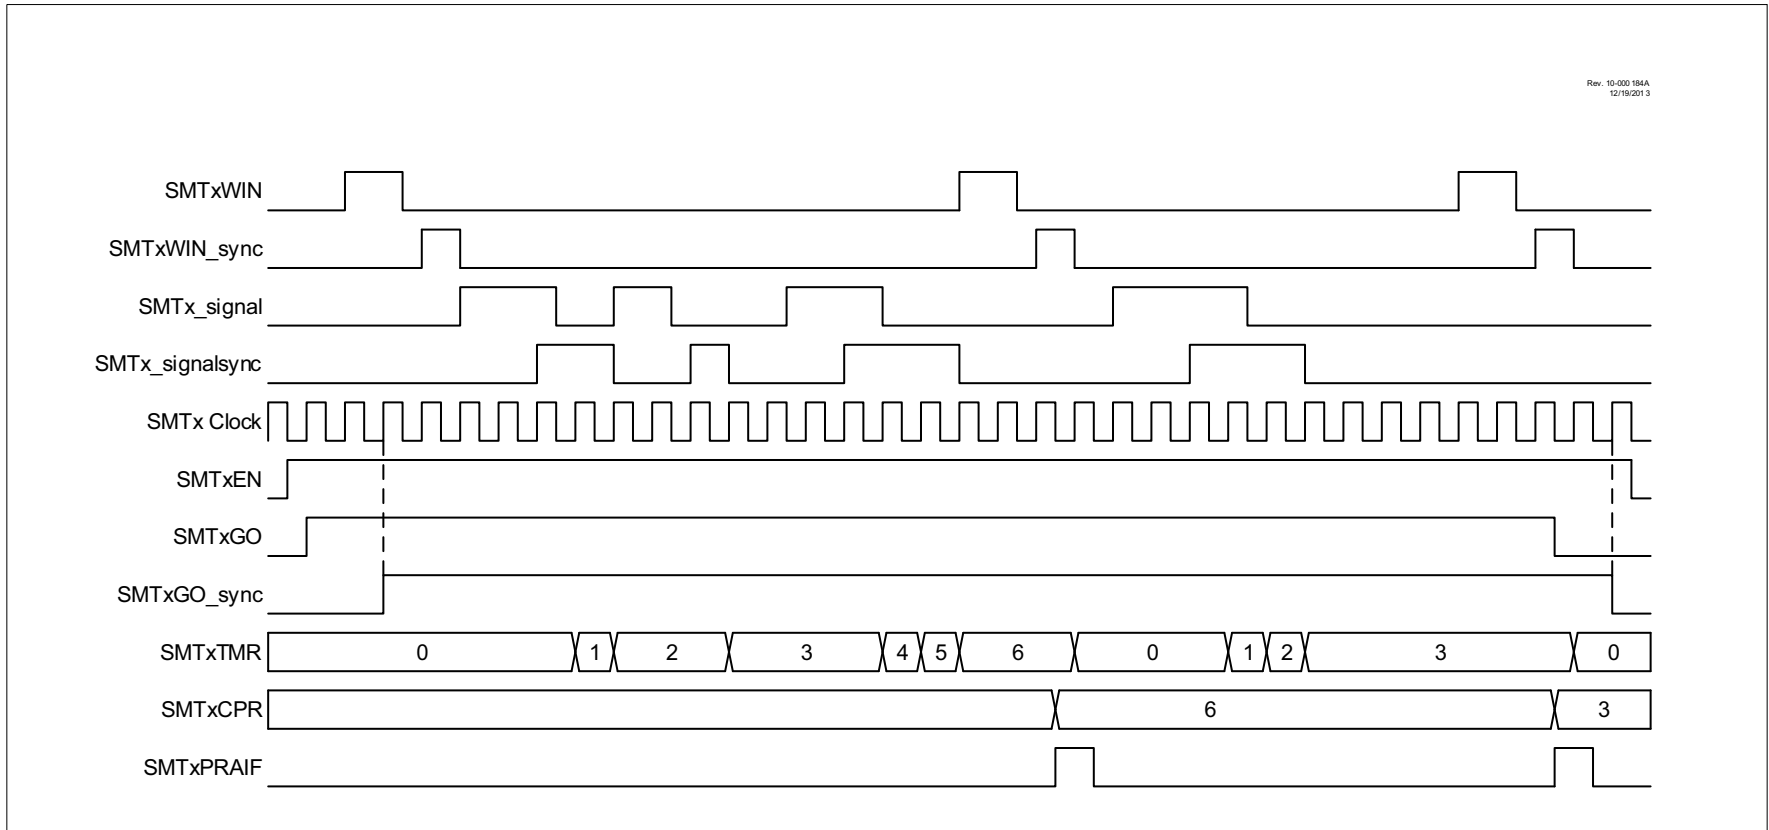 Rev. 10-000 184A
12/19/201 3
SMTxWIN
SMTxWIN_sync
SMTx_signal
SMTx_signalsync
SMTx Clock
SMTxEN
SMTxGO
SMTxGO_sync
SMTxTMR 0 1 2 3 4 5 6 0 1 2 3 0
SMTxCPR 6 3
SMTxPRAIF